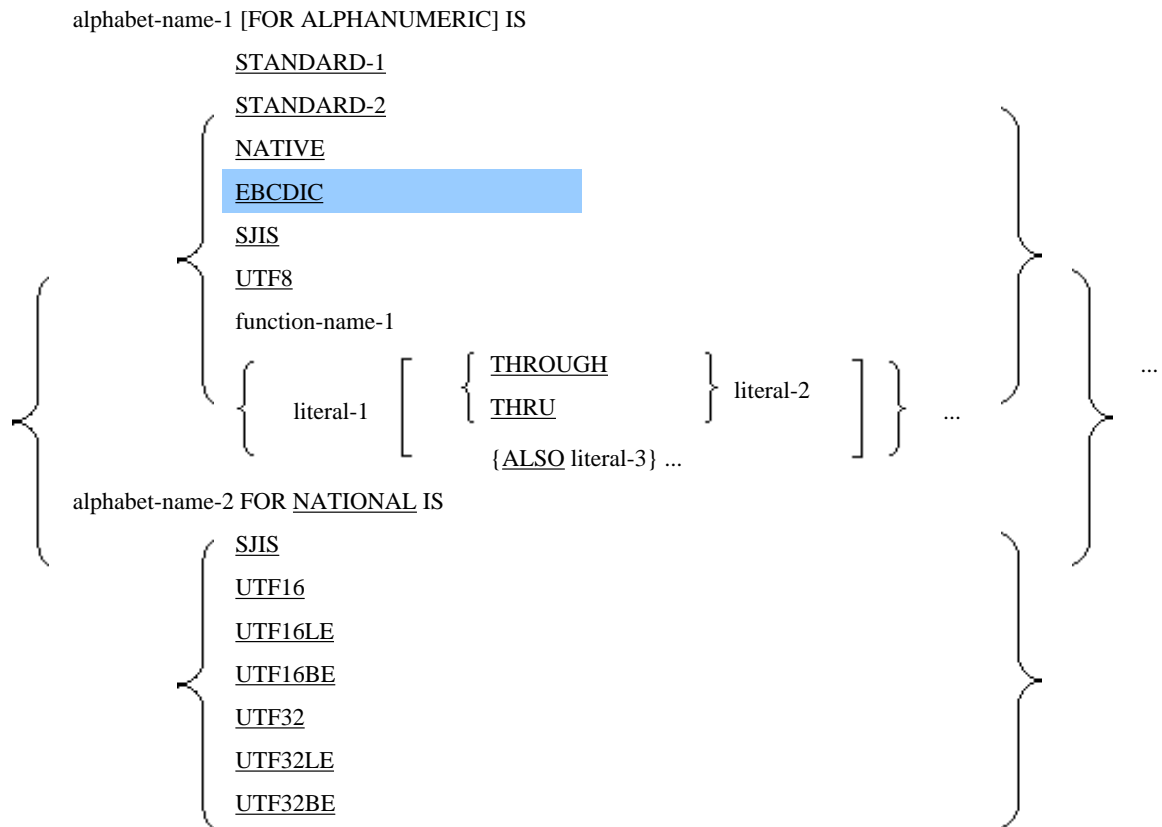 alphabet-name-1 [FOR ALPHANUMERIC] IS
STANDARD-1
STANDARD-2
NATIVE
EBCDIC
SJIS
UTF8
function-name-1
literal-1 [ { THROUGH
THRU } literal-2 ] } ...
{ALSO literal-3} ...
...
alphabet-name-2 FOR NATIONAL IS
SJIS
UTF16
UTF16LE
UTF16BE
UTF32
UTF32LE
UTF32BE